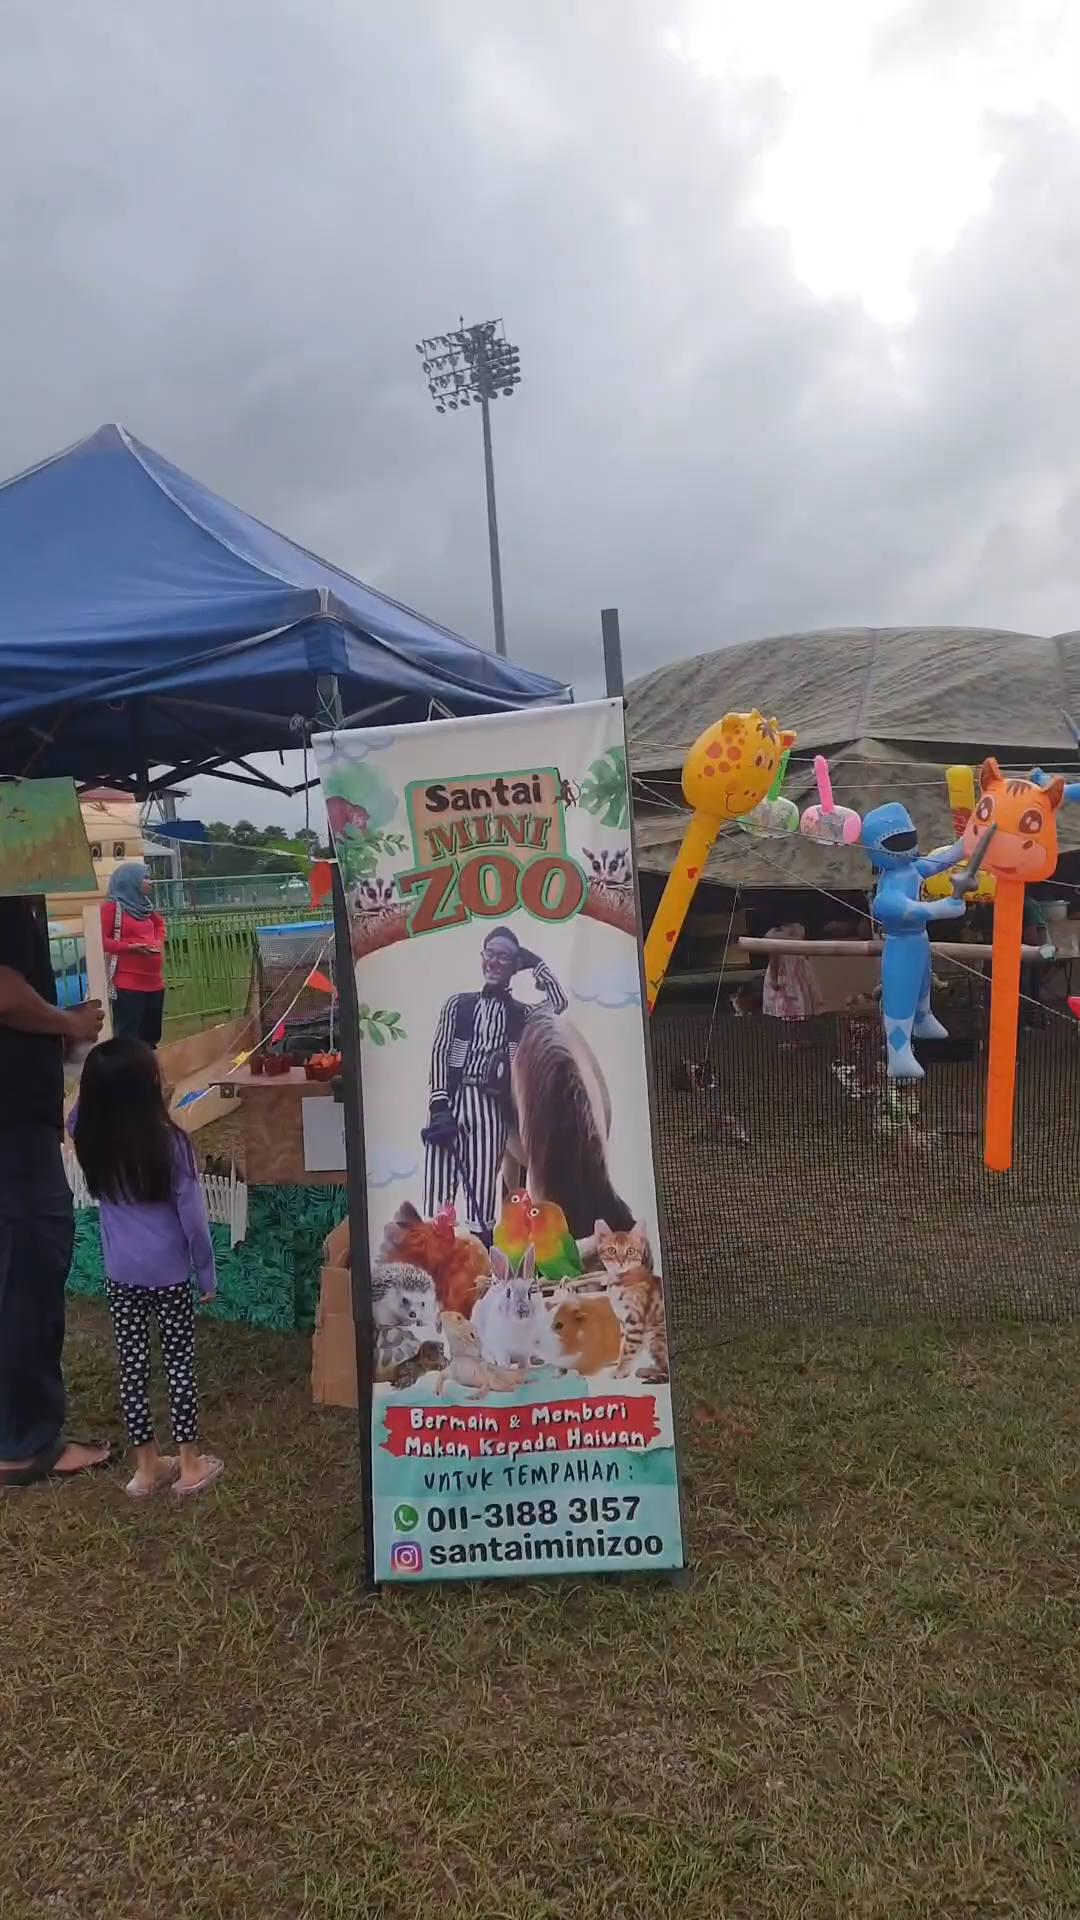 Santai
MINI
ZOO
Bermain & Memberi
Makan Kepada Haiwan
UNTUK TEMPAHAN :
011-3188 3157
santaiminizoo